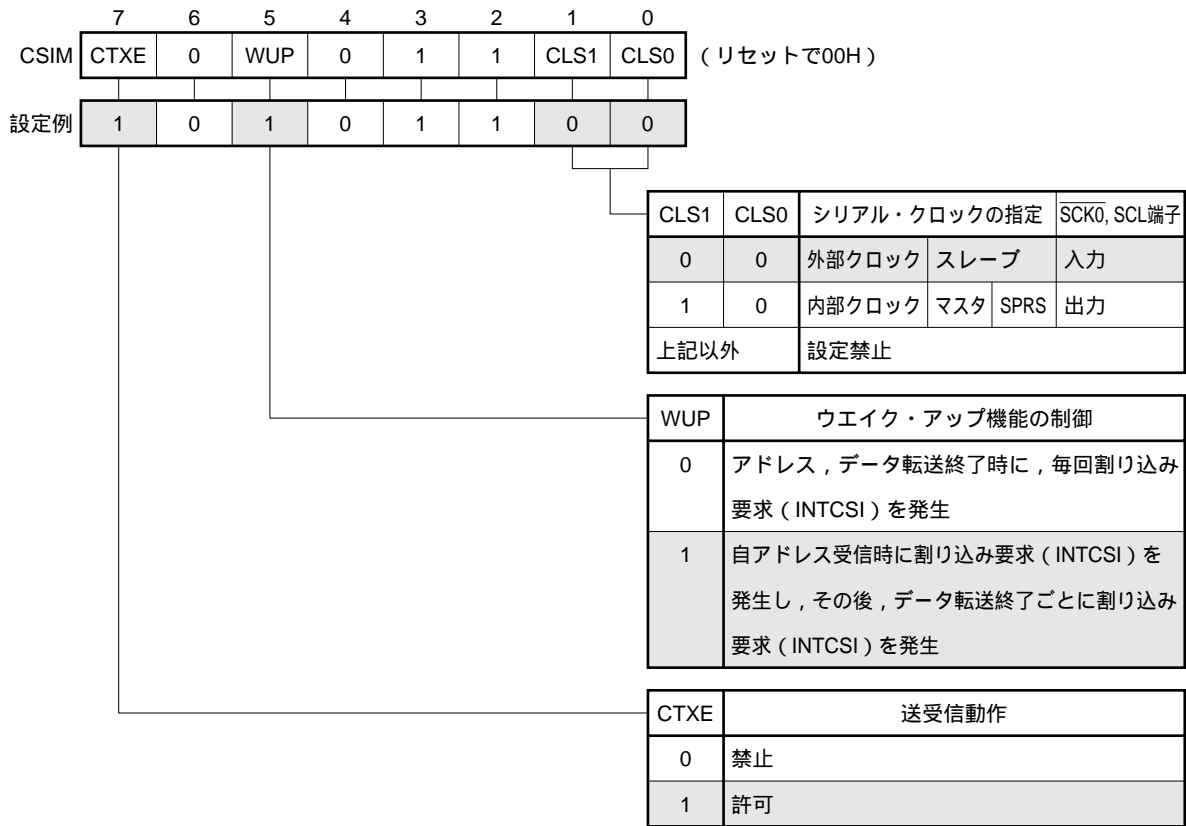 7 6 5 4 3 2 1 0
CSIM CTXE 0 WUP 0 1 1 CLS1 CLS0 (リセットで00H)
設定例 1 0 1 0 1 1 0 0
CLS1 CLS0 シリアル・クロックの指定 SCK0, SCL端子
0 0 外部クロック スレーブ 入力
1 0 内部クロック マスタ SPRS 出力
上記以外 設定禁止
WUP ウエイク・アップ機能の制御
0 アドレス,データ転送終了時に,毎回割り込み
要求(INTCSI)を発生
1 自アドレス受信時に割り込み要求(INTCSI)を
発生し,その後,データ転送終了ごとに割り込み
要求(INTCSI)を発生
CTXE 送受信動作
0 禁止
1 許可